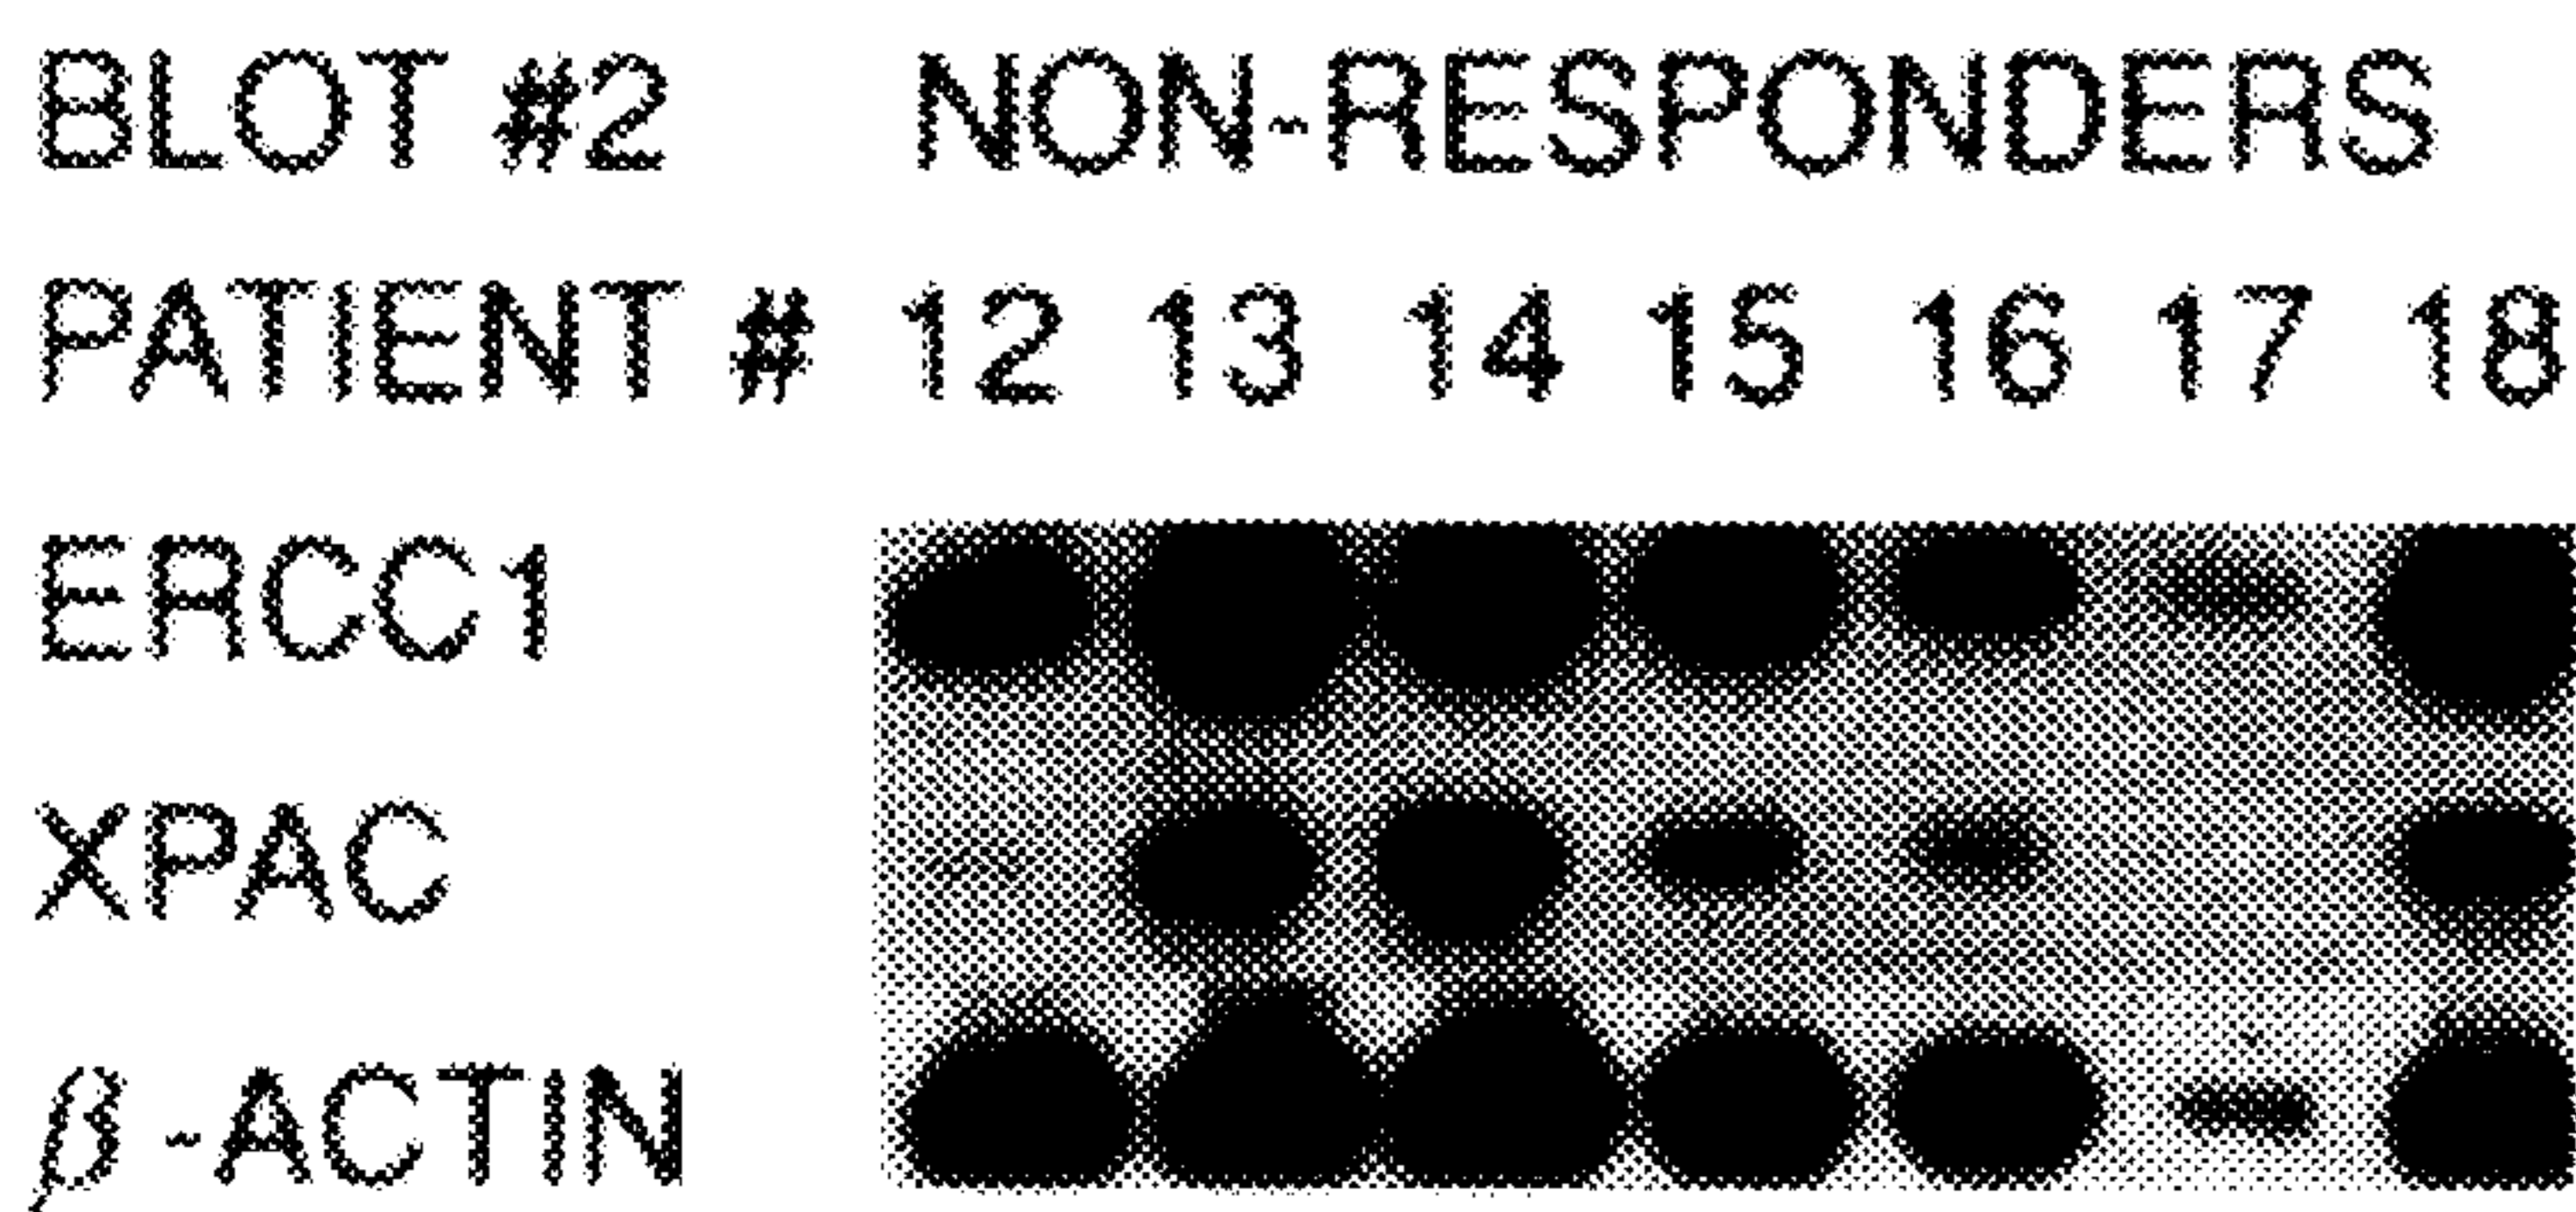 BLOT #2 NON-RESPONDERS
PATIENT # 12 13 14 15 16 17 18
ERCC1
XPAC
β-ACTIN